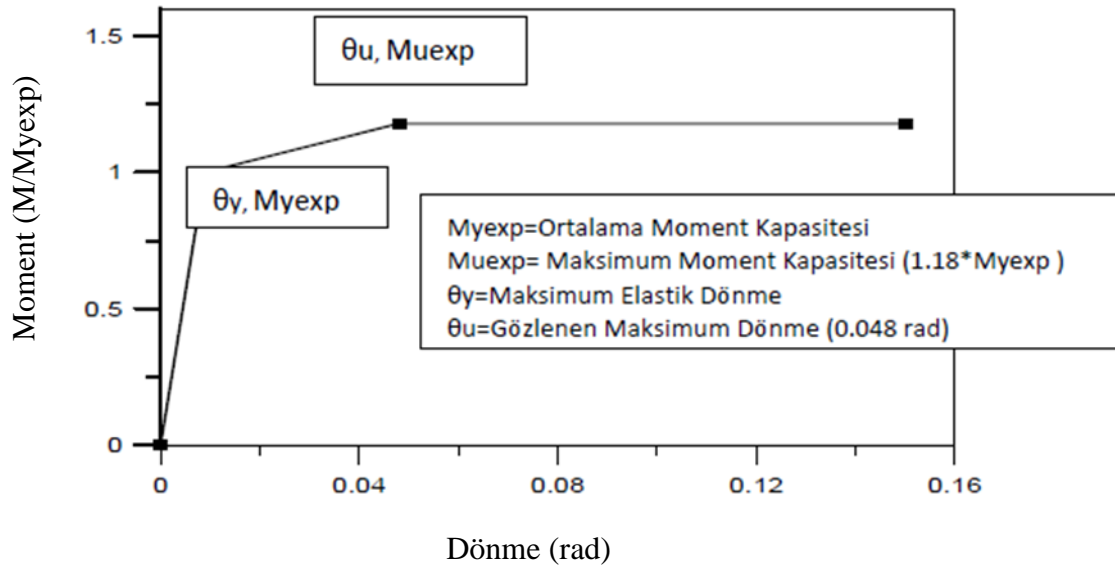 Moment (M/Myexp)
1.5
1
0.5
0
θu, Muexp
θy, Myexp
Myexp=Ortalama Moment Kapasitesi
Muexp= Maksimum Moment Kapasitesi (1.18*Myexp )
θy=Maksimum Elastik Dönme
θu=Gözlenen Maksimum Dönme (0.048 rad)
0 0.04 0.08 0.12 0.16
Dönme (rad)